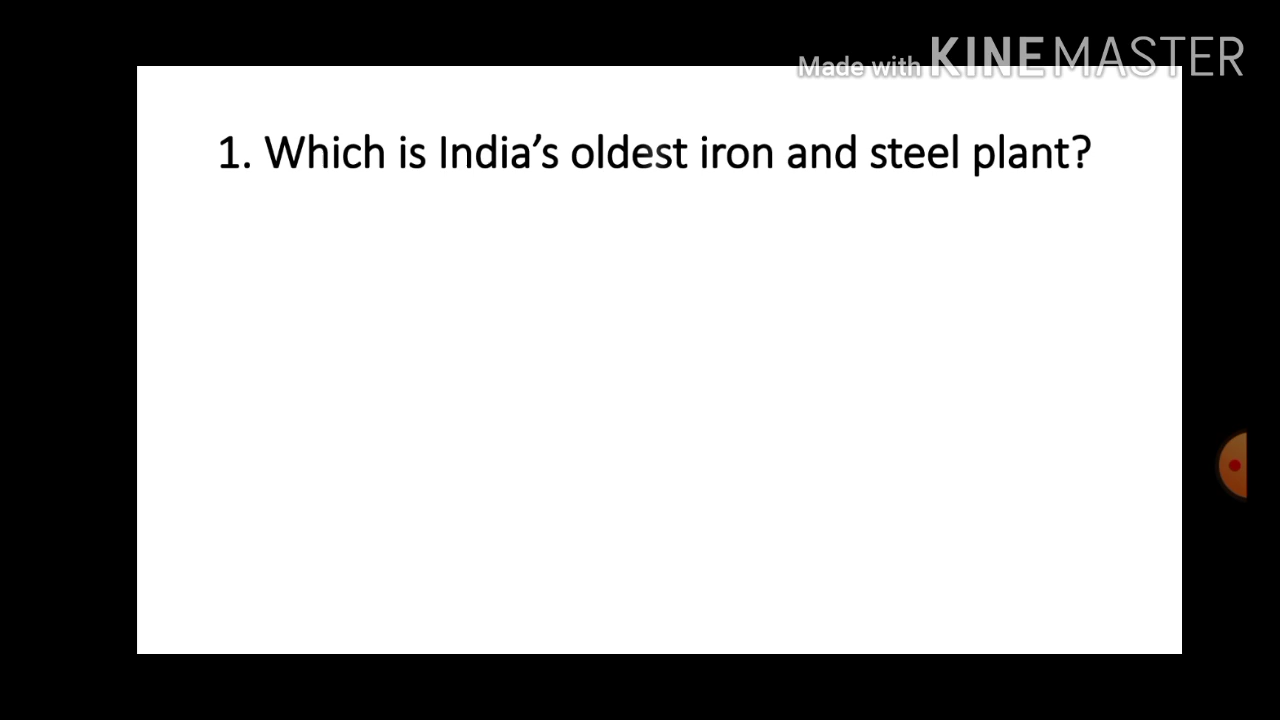 Made with KINEMASTER
1. Which is India’s oldest iron and steel plant?